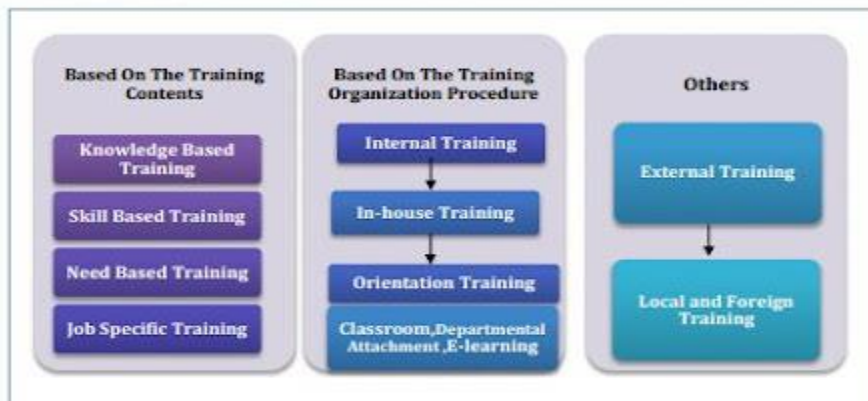 Based On The Training
Contents
Knowledge Based
Training
Skill Based Training
Need Based Training
Job Specific Training
Based On The Training
Organization Procedure
Internal Training
In-house Training
Orientation Training
Classroom,Departmental
Attachment ,E-learning
Others
External Training
Local and Foreign
Training